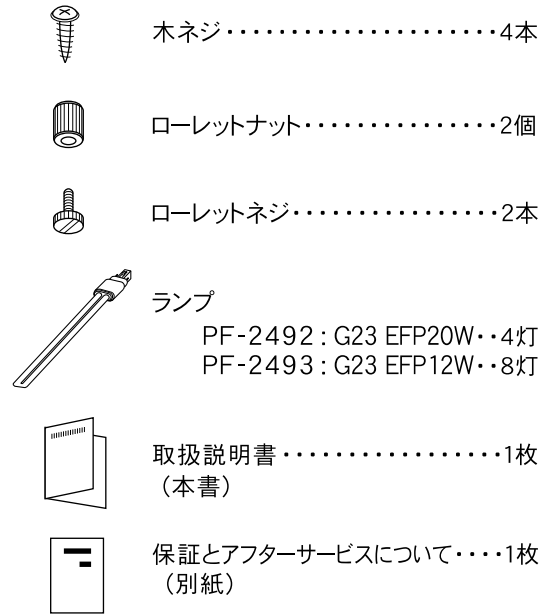 木ネジ・・・・・・・・・・・・・・・・・・・・・4本
ローレットナット・・・・・・・・・・・・・・・2個
ローレットネジ・・・・・・・・・・・・・・・・2本
ランプ
PF-2492：G23 EFP20W・・4灯
PF-2493：G23 EFP12W・・8灯
取扱説明書・・・・・・・・・・・・・・・・・1枚
（本書）
保証とアフターサービスについて・・・・1枚
（別紙）